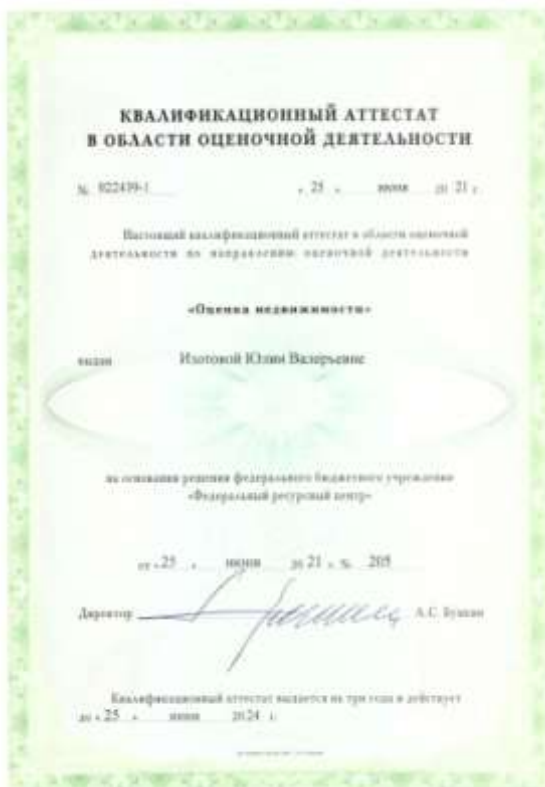 КВАЛИФИКАЦИОННЫЙ АТТЕСТАТ
В ОБЛАСТИ ОЦЕНОЧНОЙ ДЕЯТЕЛЬНОСТИ
№ 022439-1 « 25 » июня 20 21 г.
Настоящий квалификационный аттестат в области оценочной
деятельности по направлению оценочной деятельности
«Оценка недвижимости»
выдан Изотовой Юлии Валерьевне
на основании решения федерального бюджетного учреждения
«Федеральный ресурсный центр»
от « 25 » июня 20 21 г. № 205
Директор А.С. Бункин
Квалификационный аттестат выдается на три года и действует
до « 25 » июня 20 24 г.